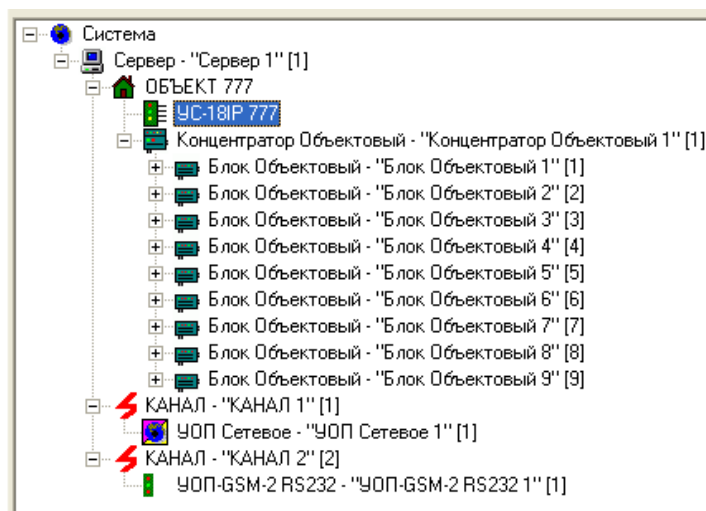 Система
Сервер - "Сервер 1" [1]
ОБЪЕКТ 777
УС-18IP 777
Концентратор Объектовый - "Концентратор Объектовый 1" [1]
Блок Объектовый - "Блок Объектовый 1" [1]
Блок Объектовый - "Блок Объектовый 2" [2]
Блок Объектовый - "Блок Объектовый 3" [3]
Блок Объектовый - "Блок Объектовый 4" [4]
Блок Объектовый - "Блок Объектовый 5" [5]
Блок Объектовый - "Блок Объектовый 6" [6]
Блок Объектовый - "Блок Объектовый 7" [7]
Блок Объектовый - "Блок Объектовый 8" [8]
Блок Объектовый - "Блок Объектовый 9" [9]
КАНАЛ - "КАНАЛ 1" [1]
УОП Сетевое - "УОП Сетевое 1" [1]
КАНАЛ - "КАНАЛ 2" [2]
УОП-GSM-2 RS232 - "УОП-GSM-2 RS232 1" [1]